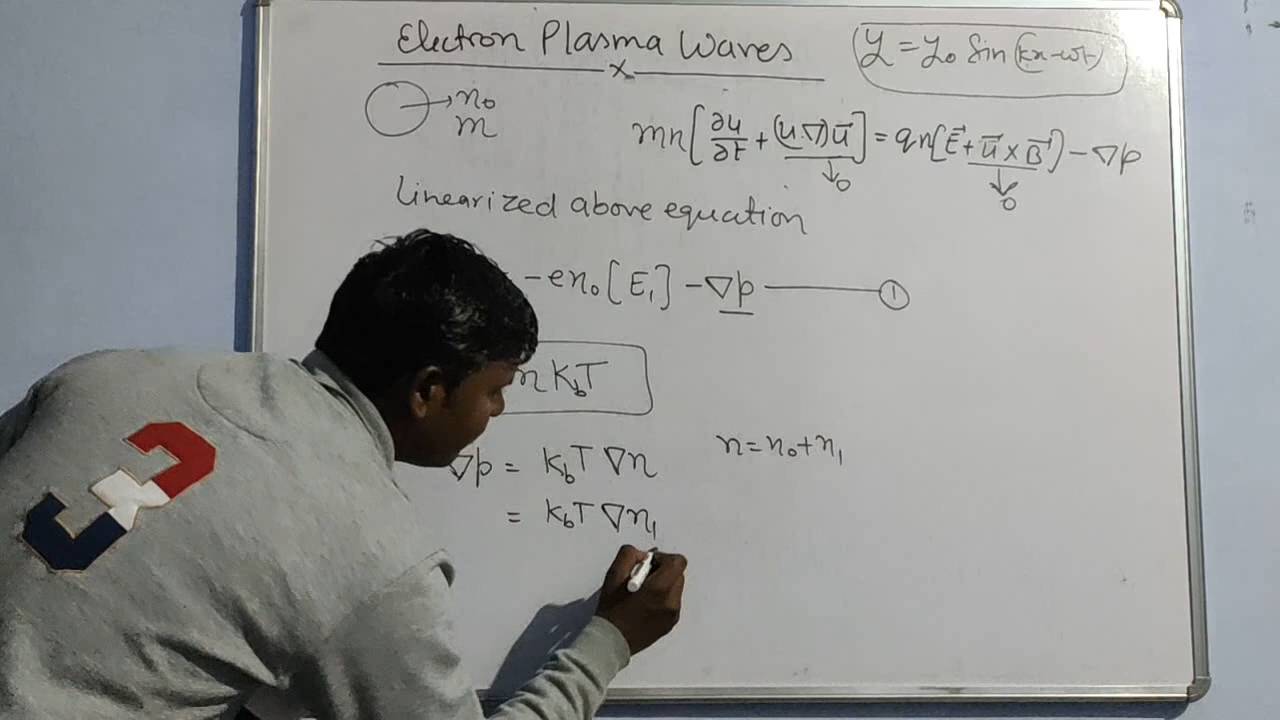 Electron Plasma Waves
y = y₀ Sin(kx-ωt)
x
→ n₀
m
mn[∂u/∂t + (u.∇)u⃗] = qn[E⃗ + u⃗ × B⃗) - ∇p
↓0 ↓0
Linearized above equation
- en₀[E₁] - ∇p —— ①
n K_bT
∇p = K_bT ∇n n = n₀+n₁
= K_bT ∇n₁